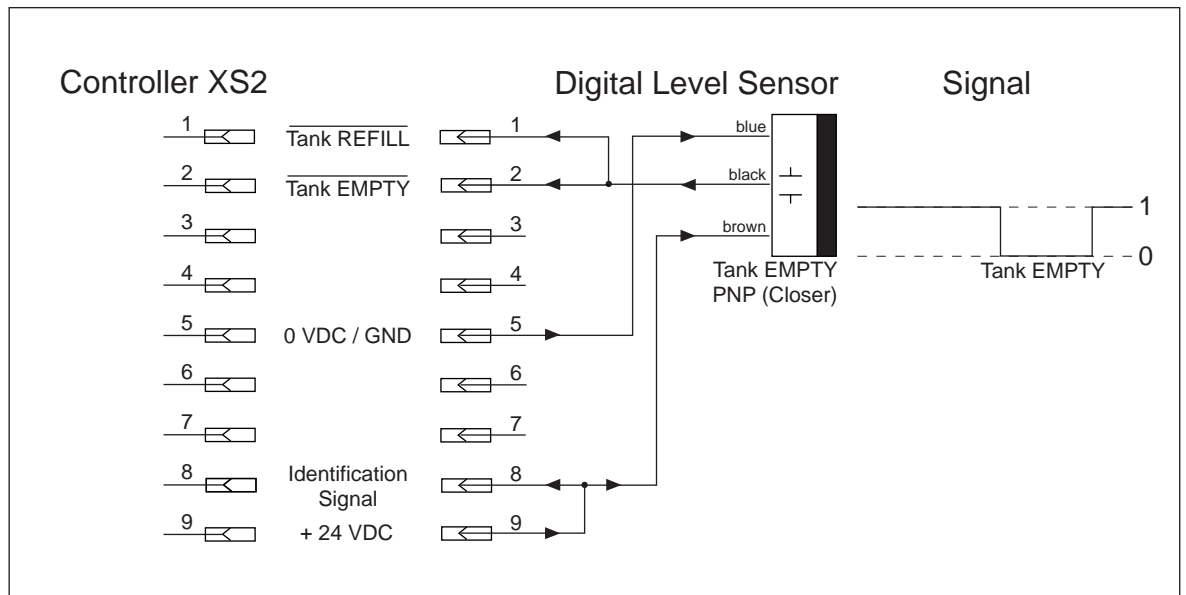 Controller XS2
Digital Level Sensor
Signal
1
Tank REFILL
1
blue
2
Tank EMPTY
2
black
1
3
3
brown
0
Tank EMPTY
PNP (Closer)
Tank EMPTY
4
4
5
0 VDC / GND
5
6
6
7
7
8
Identification
Signal
8
9
+ 24 VDC
9